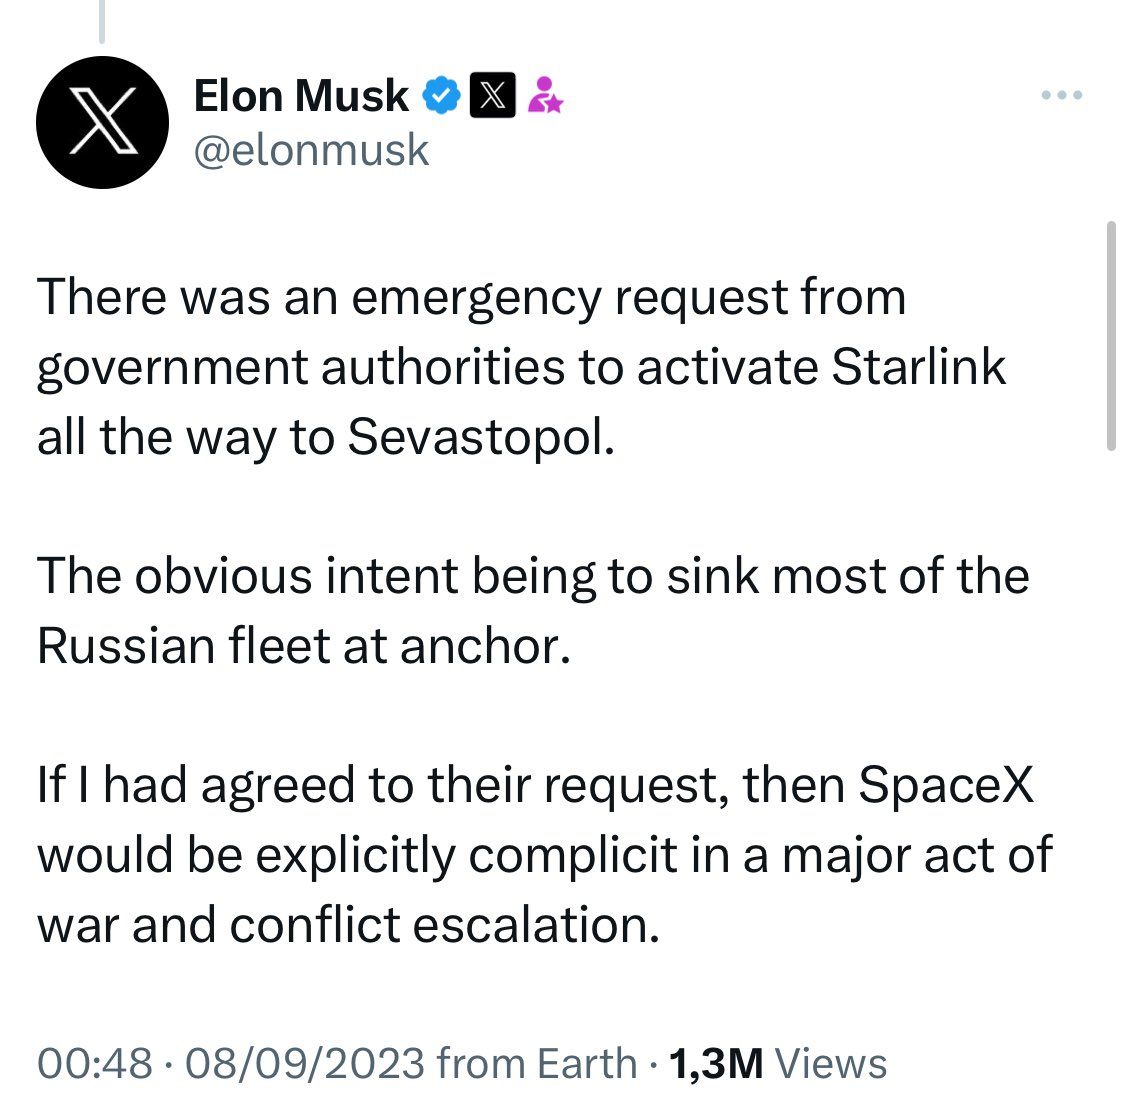 Elon Musk
@elonmusk
There was an emergency request from
government authorities to activate Starlink
all the way to Sevastopol.
The obvious intent being to sink most of the
Russian fleet at anchor.
If I had agreed to their request, then SpaceX
would be explicitly complicit in a major act of
war and conflict escalation.
00:48 · 08/09/2023 from Earth · 1,3M Views